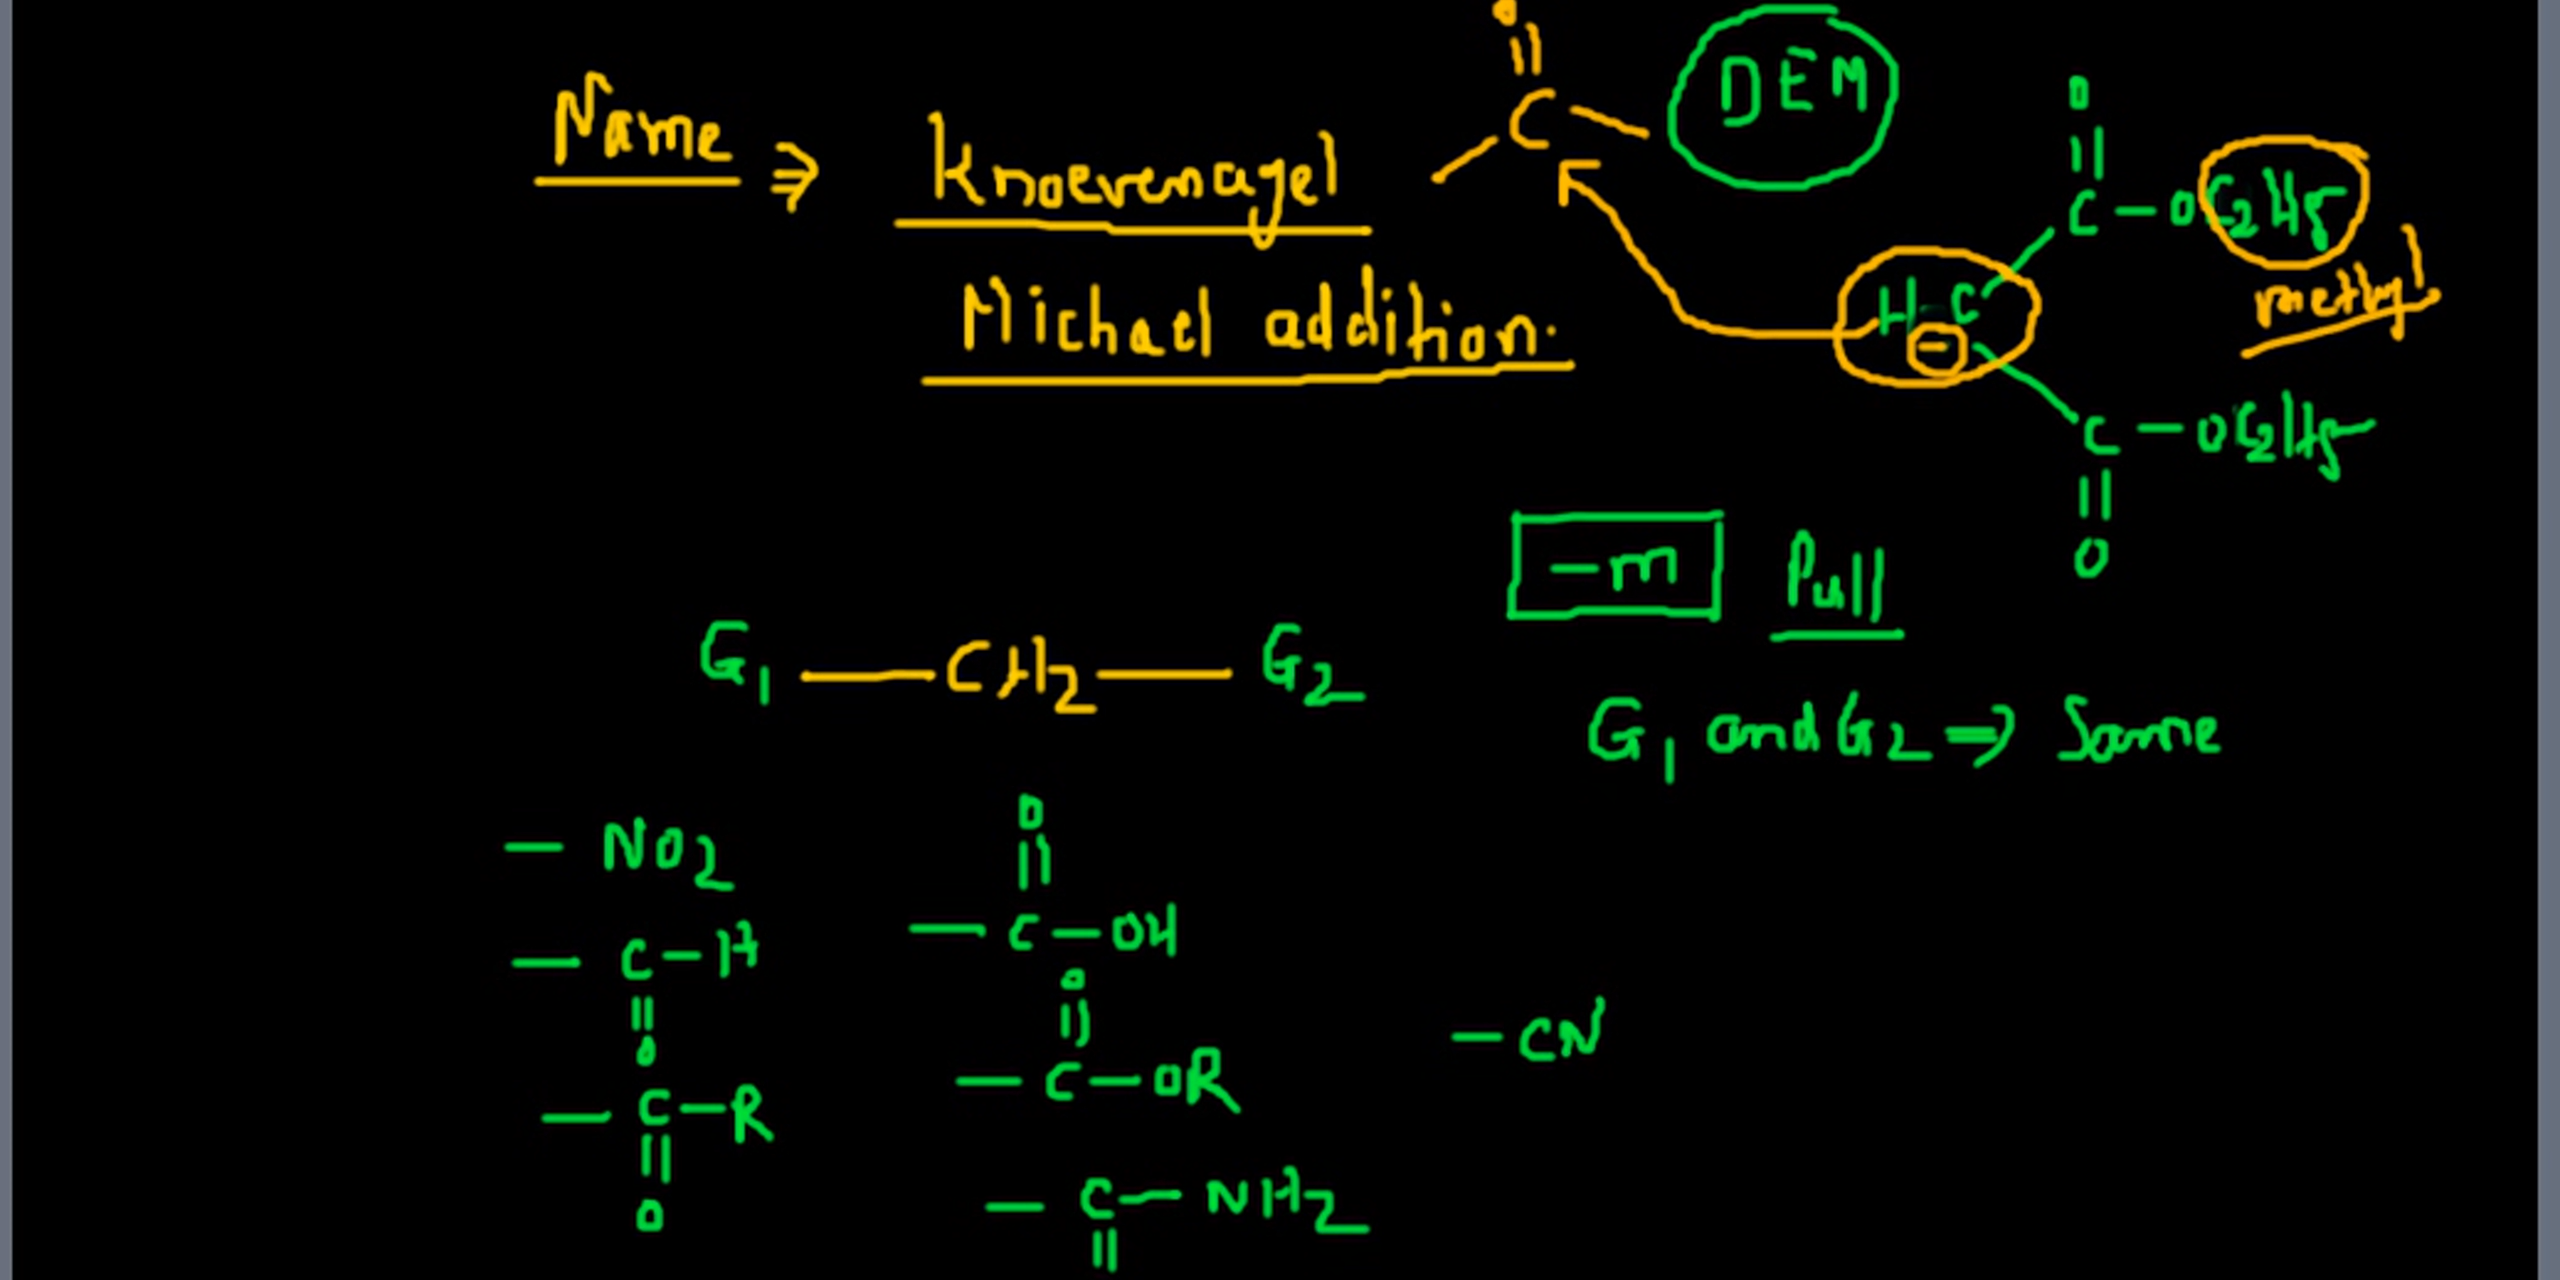 O
||
Name ⇒ Knoevenagel
C
DEM
O
||
C - OC2H5
Michael addition.
H - C
⊖
methyl
C - OC2H5
||
O
-m Pull
G1 — CH2 — G2
G1 and G2 ⇒ Same
— NO2
O
||
— C - OH
— C - H
||
O
O
||
— C - OR
— CN
— C - R
||
O
— C - NH2
||